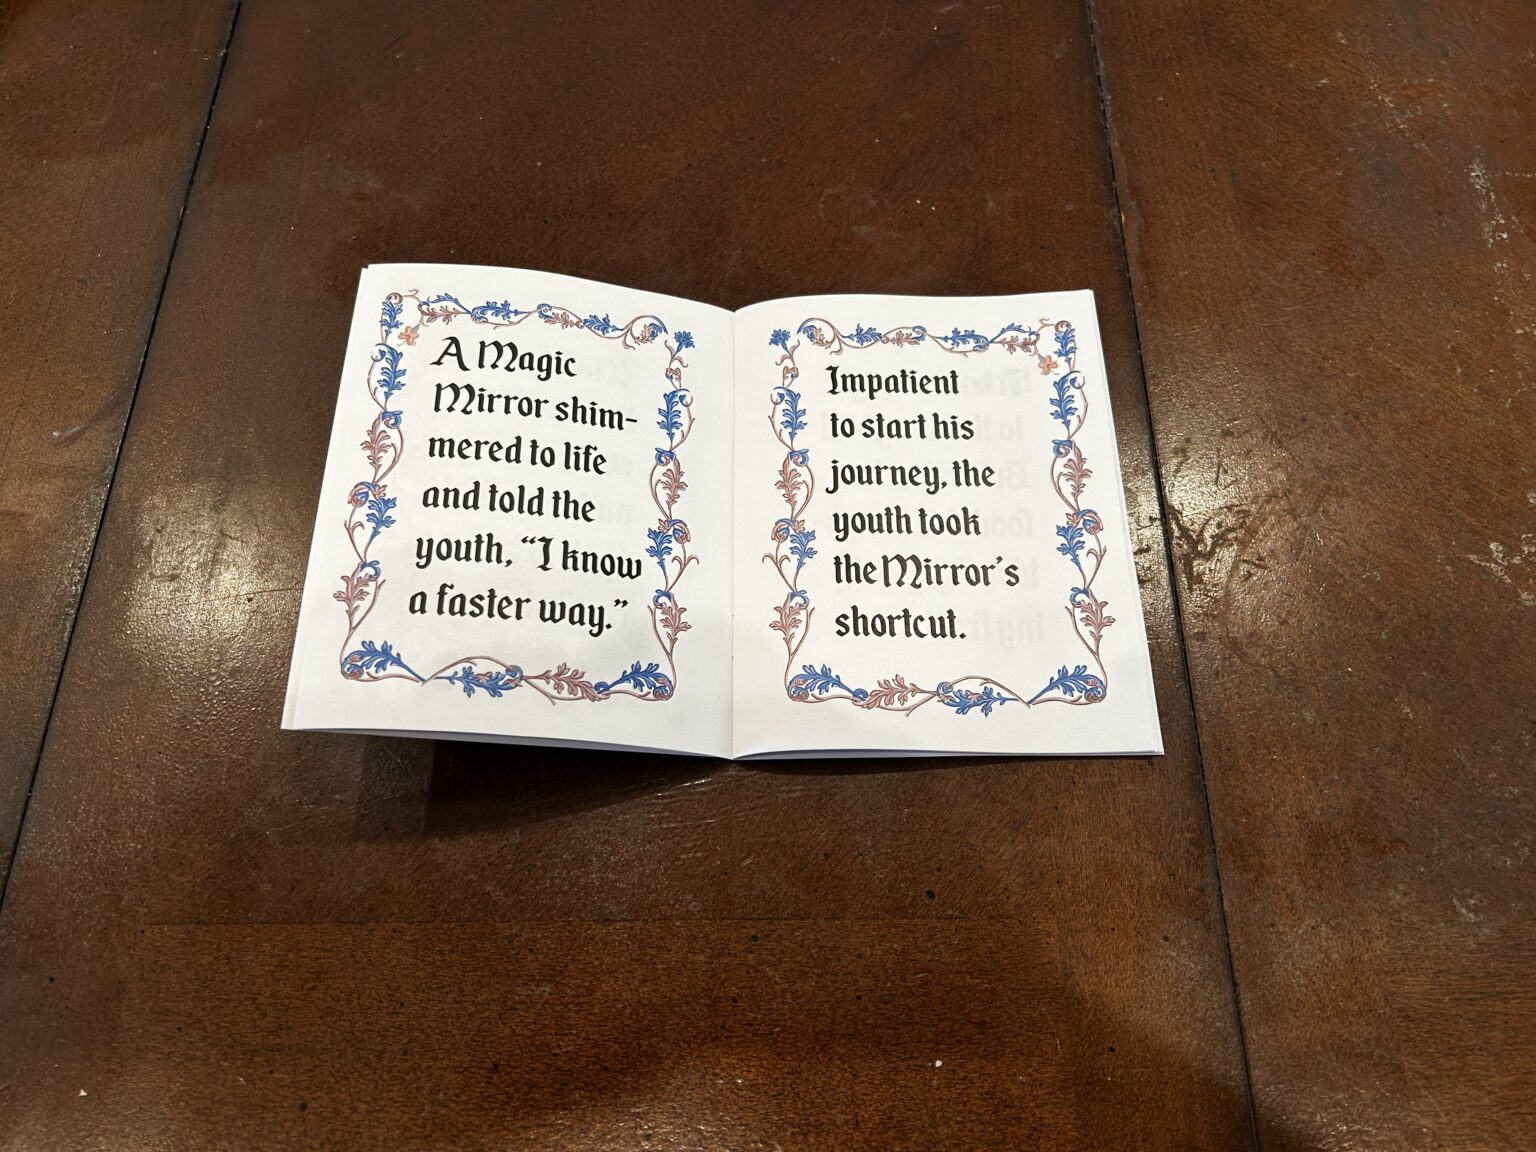 A Magic
Mirror shim-
mered to life
and told the
youth, “I know
a faster way.”
Impatient
to start his
journey, the
youth took
the Mirror’s
shortcut.